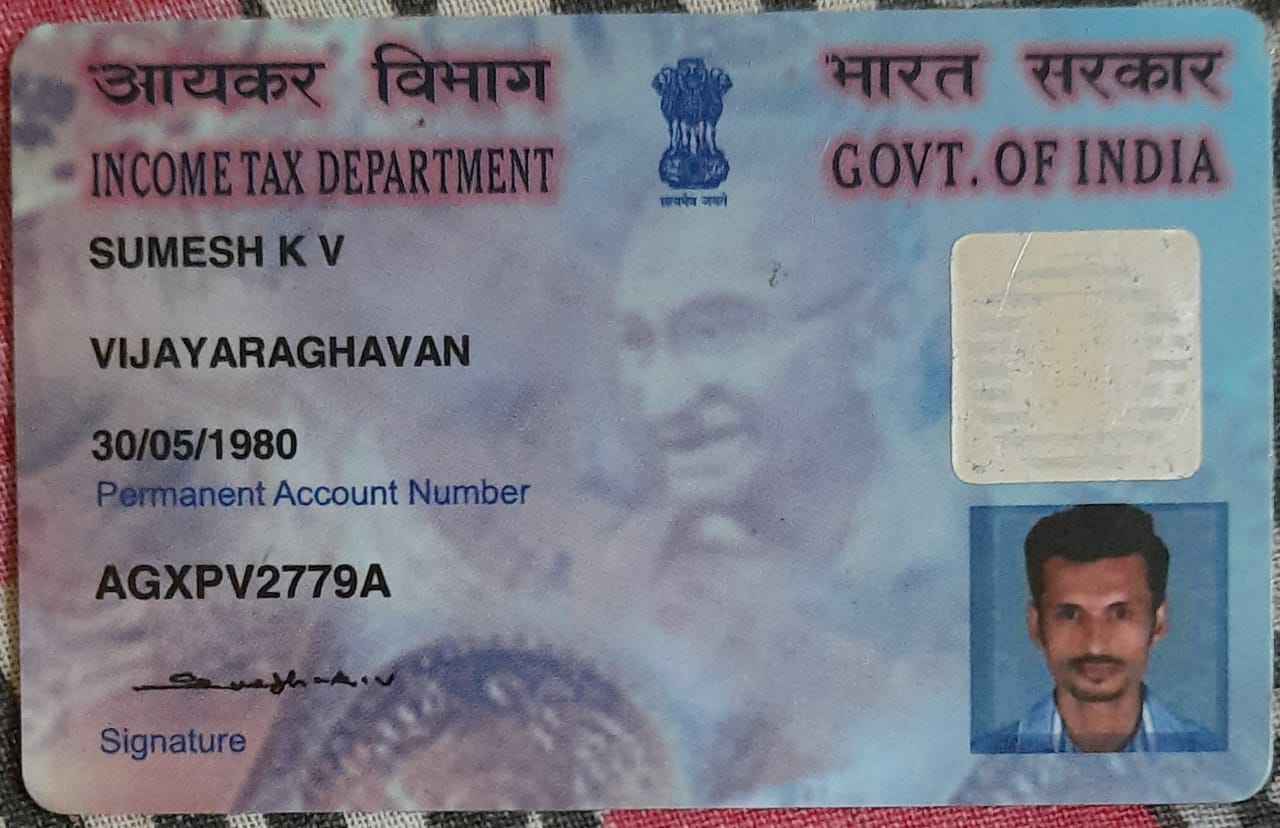 आयकर विभाग
INCOME TAX DEPARTMENT
भारत सरकार
GOVT. OF INDIA
सत्यमेव जयते
SUMESH K V
VIJAYARAGHAVAN
30/05/1980
Permanent Account Number
AGXPV2779A
Sumesh.K.V
Signature